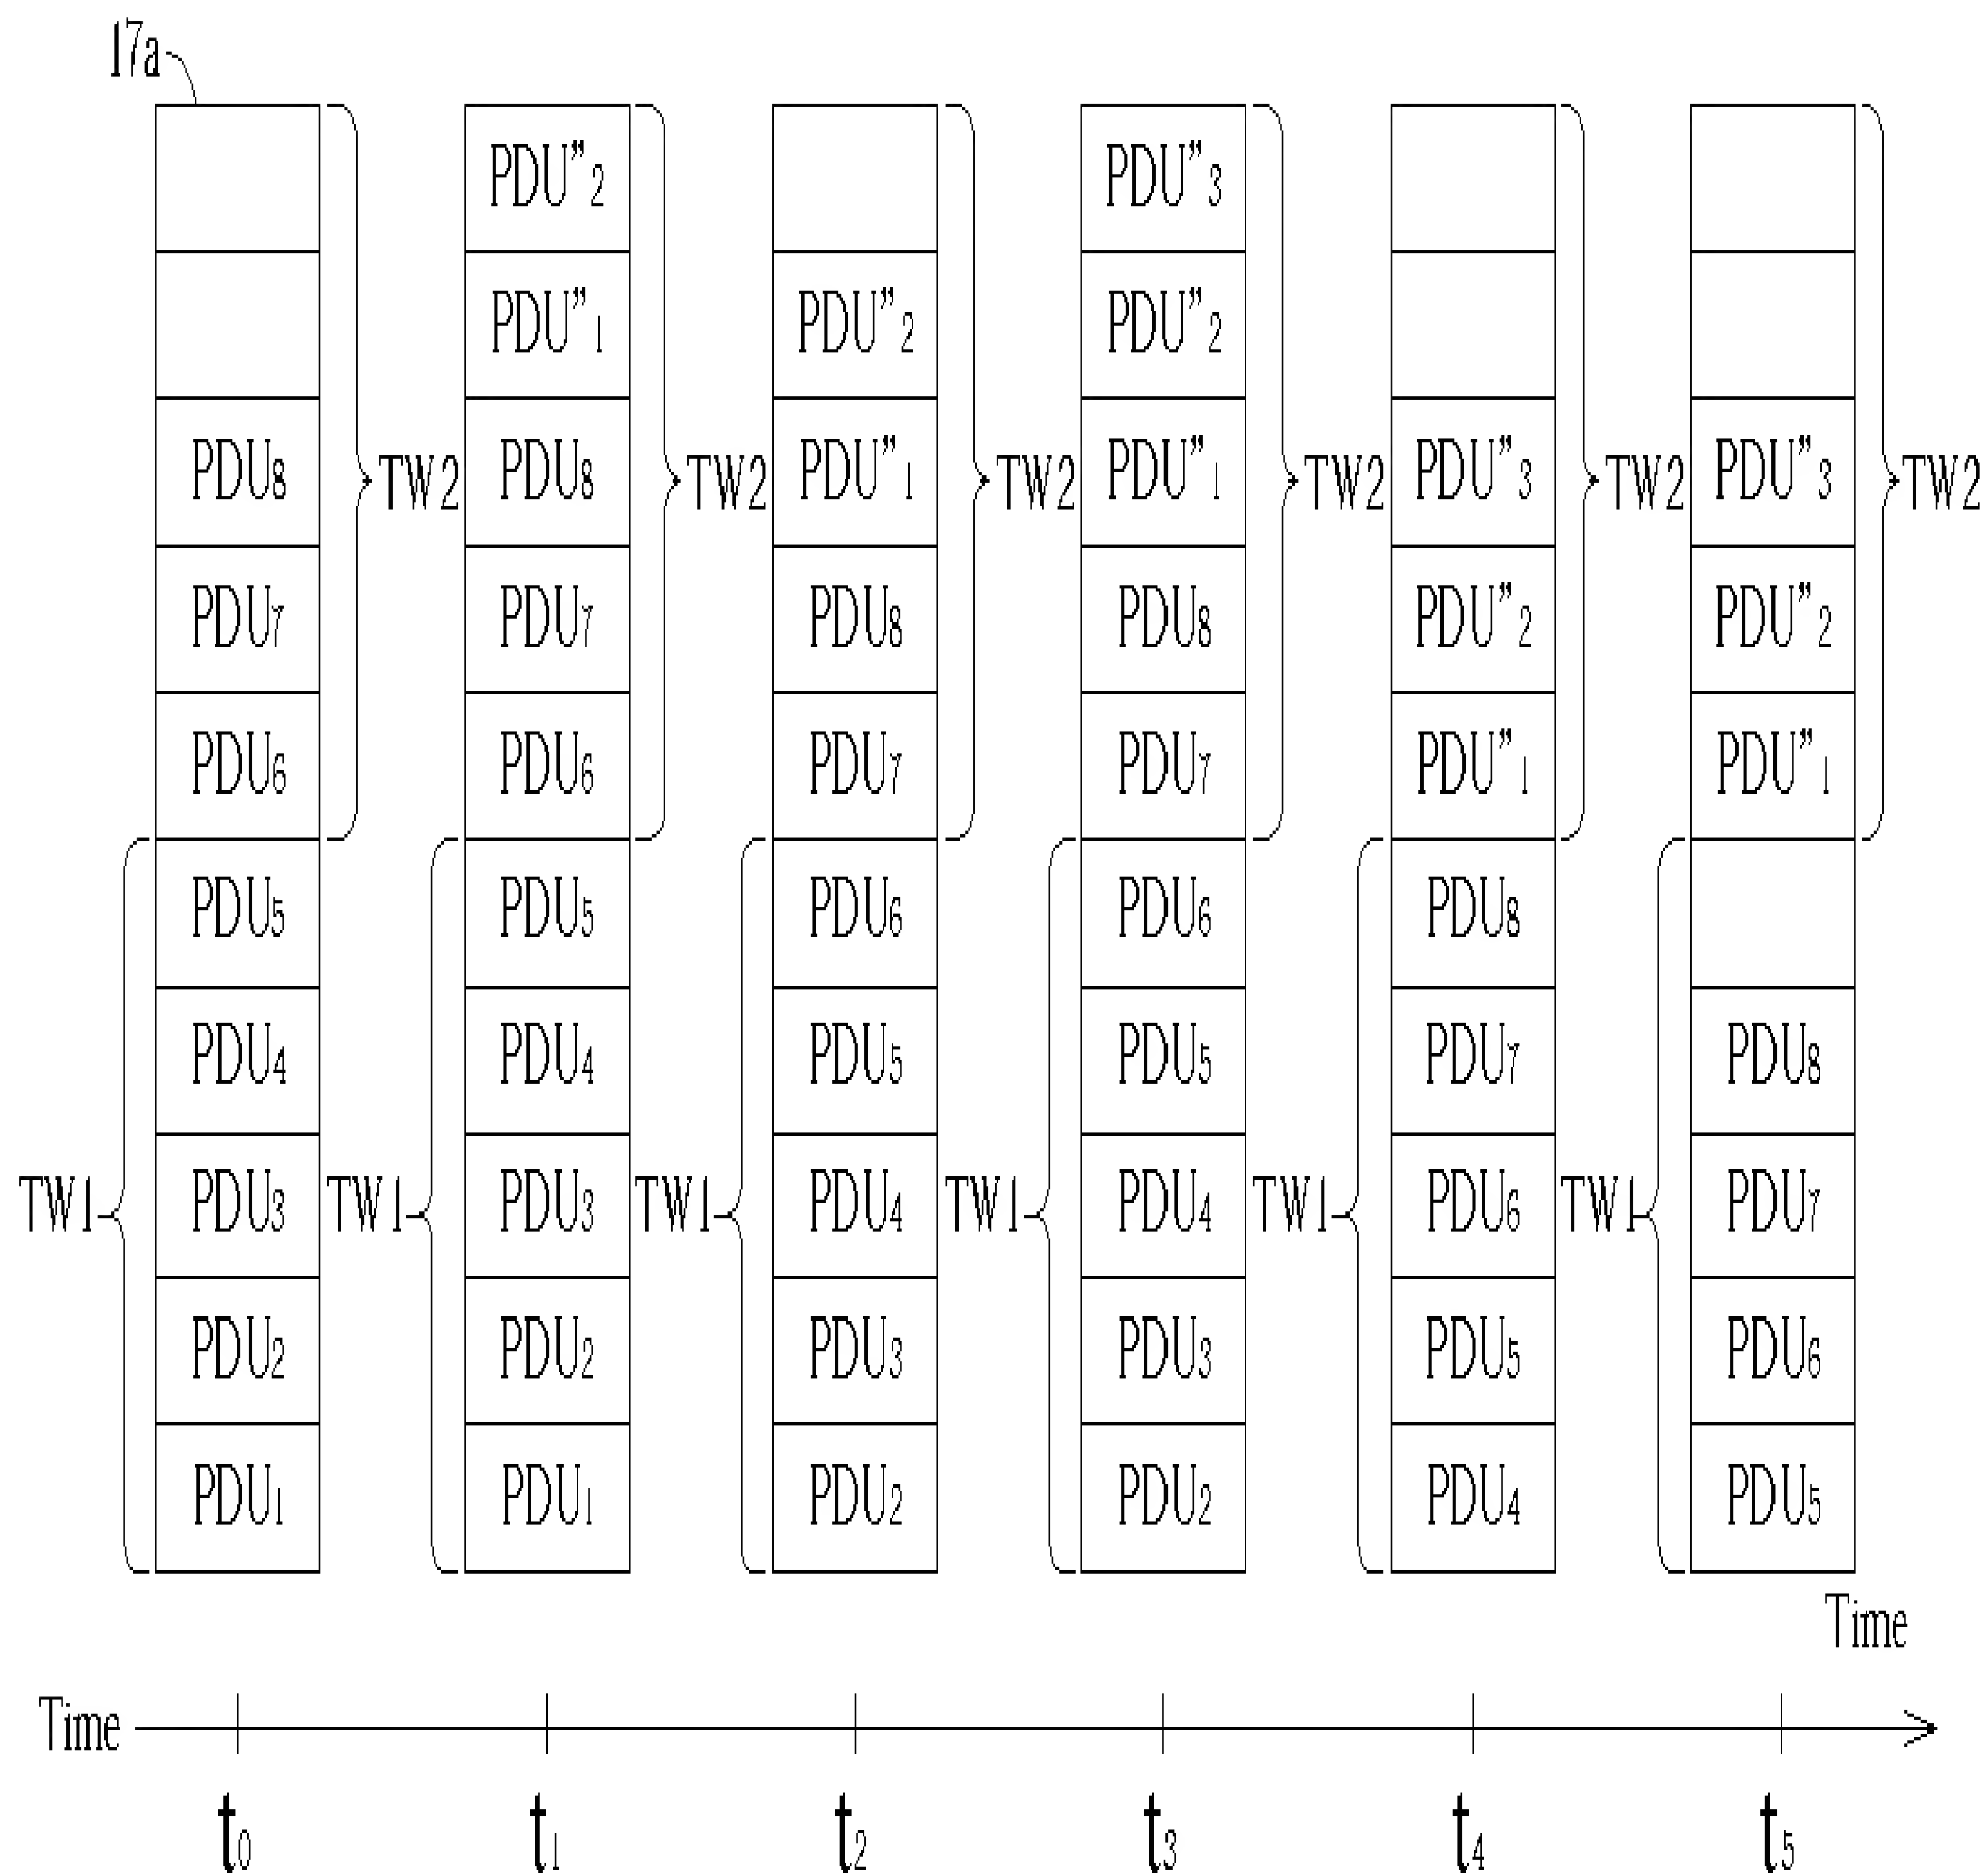 17a
PDU”2 PDU”3
PDU”1 PDU”2 PDU”2
PDU8 PDU8 PDU”1 PDU”1 PDU”3 PDU”3
TW2 TW2 TW2 TW2 TW2 TW2
PDU7 PDU7 PDU8 PDU8 PDU”2 PDU”2
PDU6 PDU6 PDU7 PDU7 PDU”1 PDU”1
PDU5 PDU5 PDU6 PDU6 PDU8
PDU4 PDU4 PDU5 PDU5 PDU7 PDU8
TW1 PDU3 TW1 PDU3 TW1 PDU4 TW1 PDU4 TW1 PDU6 TW1 PDU7
PDU2 PDU2 PDU3 PDU3 PDU5 PDU6
PDU1 PDU1 PDU2 PDU2 PDU4 PDU5
Time
Time
t0 t1 t2 t3 t4 t5